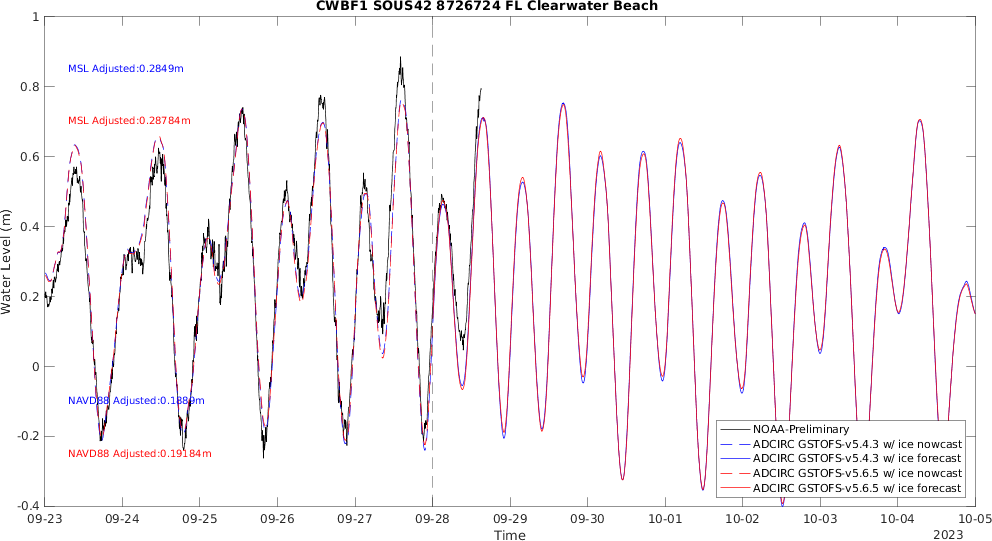 CWBF1 SOUS42 8726724 FL Clearwater Beach
1
0.8
0.6
0.4
0.2
0
-0.2
-0.4
Water Level (m)
MSL Adjusted:0.2849m
MSL Adjusted:0.28784m
NAVD88 Adjusted:0.1889m
NAVD88 Adjusted:0.19184m
NOAA-Preliminary
ADCIRC GSTOFS-v5.4.3 w/ ice nowcast
ADCIRC GSTOFS-v5.4.3 w/ ice forecast
ADCIRC GSTOFS-v5.6.5 w/ ice nowcast
ADCIRC GSTOFS-v5.6.5 w/ ice forecast
09-23 09-24 09-25 09-26 09-27 09-28 09-29 09-30 10-01 10-02 10-03 10-04 10-05
2023
Time